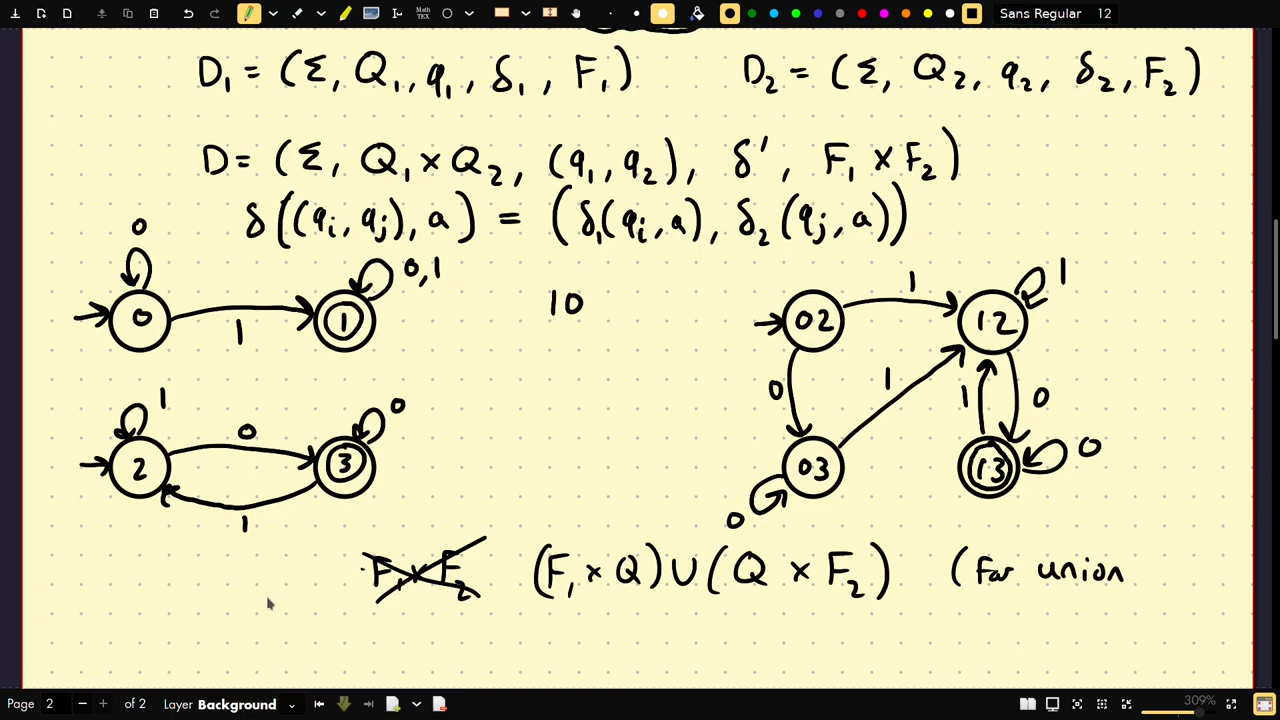 Sans Regular 12
D₁ = (Σ, Q₁, q₁, δ₁, F₁) D₂ = (Σ, Q₂, q₂, δ₂, F₂)
D = (Σ, Q₁ × Q₂, (q₁, q₂), δ', F₁ × F₂)
δ((qᵢ, qⱼ), a) = (δ₁(qᵢ, a), δ₂(qⱼ, a))
0
0,1 1
10 1
0 1 02 12
1
1 0 1 1 0
0
2 3 03 13 0
1 0
F₁ × F₂ (F₁ × Q) ∪ (Q × F₂) (for union
Page 2 of 2 Layer Background 309%